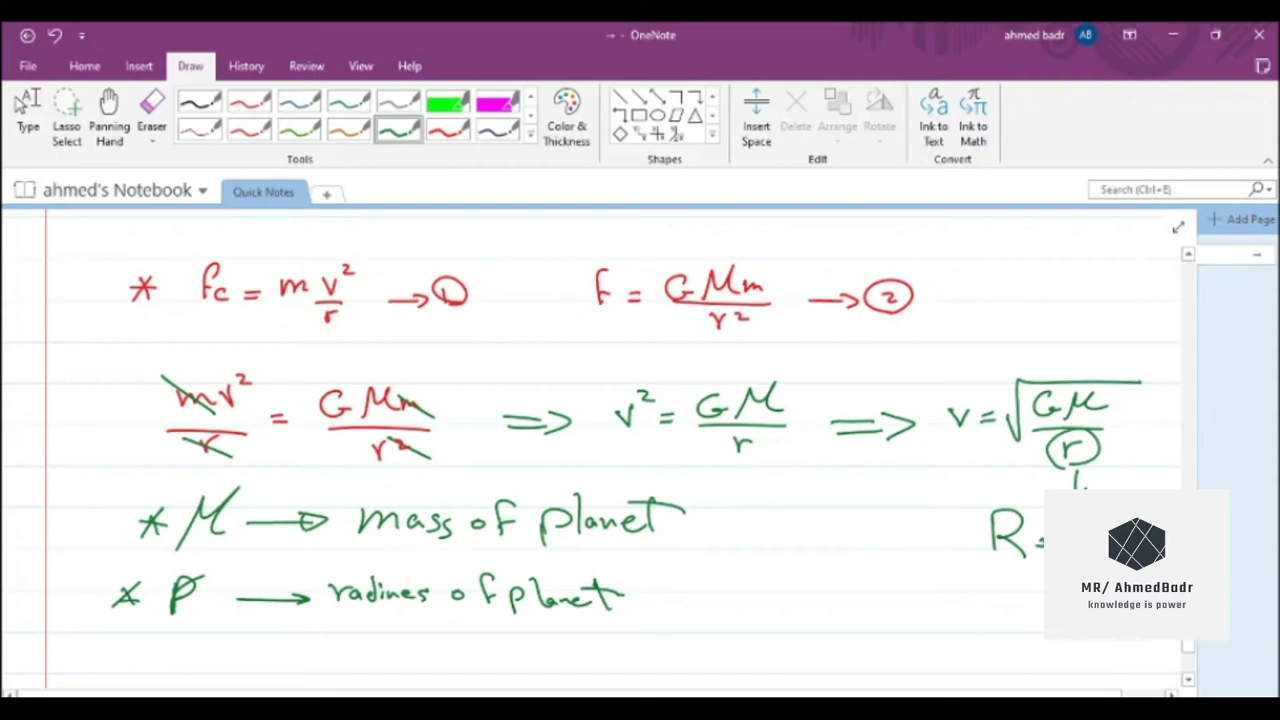 → - OneNote ahmed badr AB
File Home Insert Draw History Review View Help
Type Lasso Select Panning Hand Eraser Color & Thickness Insert Space Delete Arrange Rotate Ink to Text Ink to Math
Tools Shapes Edit Convert
ahmed's Notebook Quick Notes + Search (Ctrl+E)
+ Add Page
→
* Fc = m v²/r → ① F = GMm/r² → ②
mv²/r = GMm/r² ⇒ v² = GM/r ⇒ v = √(GM/r)
* M → mass of planet R =
* → radines of planet
MR/ AhmedBadr
knowledge is power